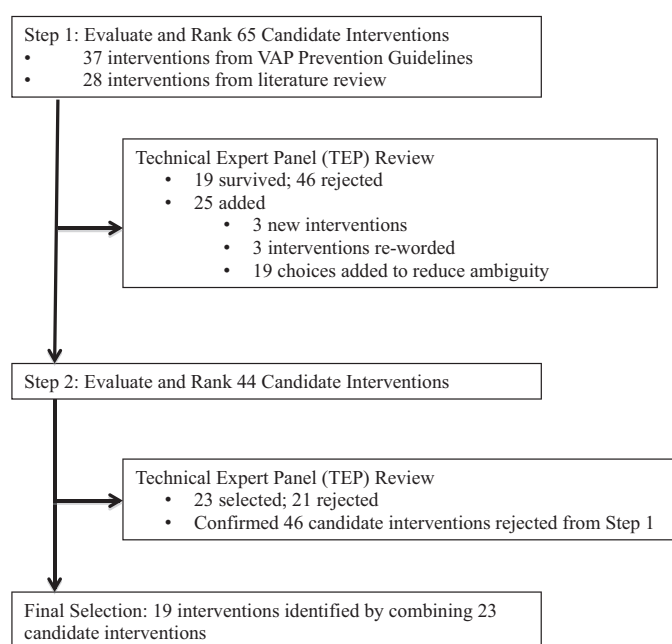 Step 1: Evaluate and Rank 65 Candidate Interventions
• 37 interventions from VAP Prevention Guidelines
• 28 interventions from literature review
Technical Expert Panel (TEP) Review
• 19 survived; 46 rejected
• 25 added
• 3 new interventions
• 3 interventions re-worded
• 19 choices added to reduce ambiguity
Step 2: Evaluate and Rank 44 Candidate Interventions
Technical Expert Panel (TEP) Review
• 23 selected; 21 rejected
• Confirmed 46 candidate interventions rejected from Step 1
Final Selection: 19 interventions identified by combining 23
candidate interventions